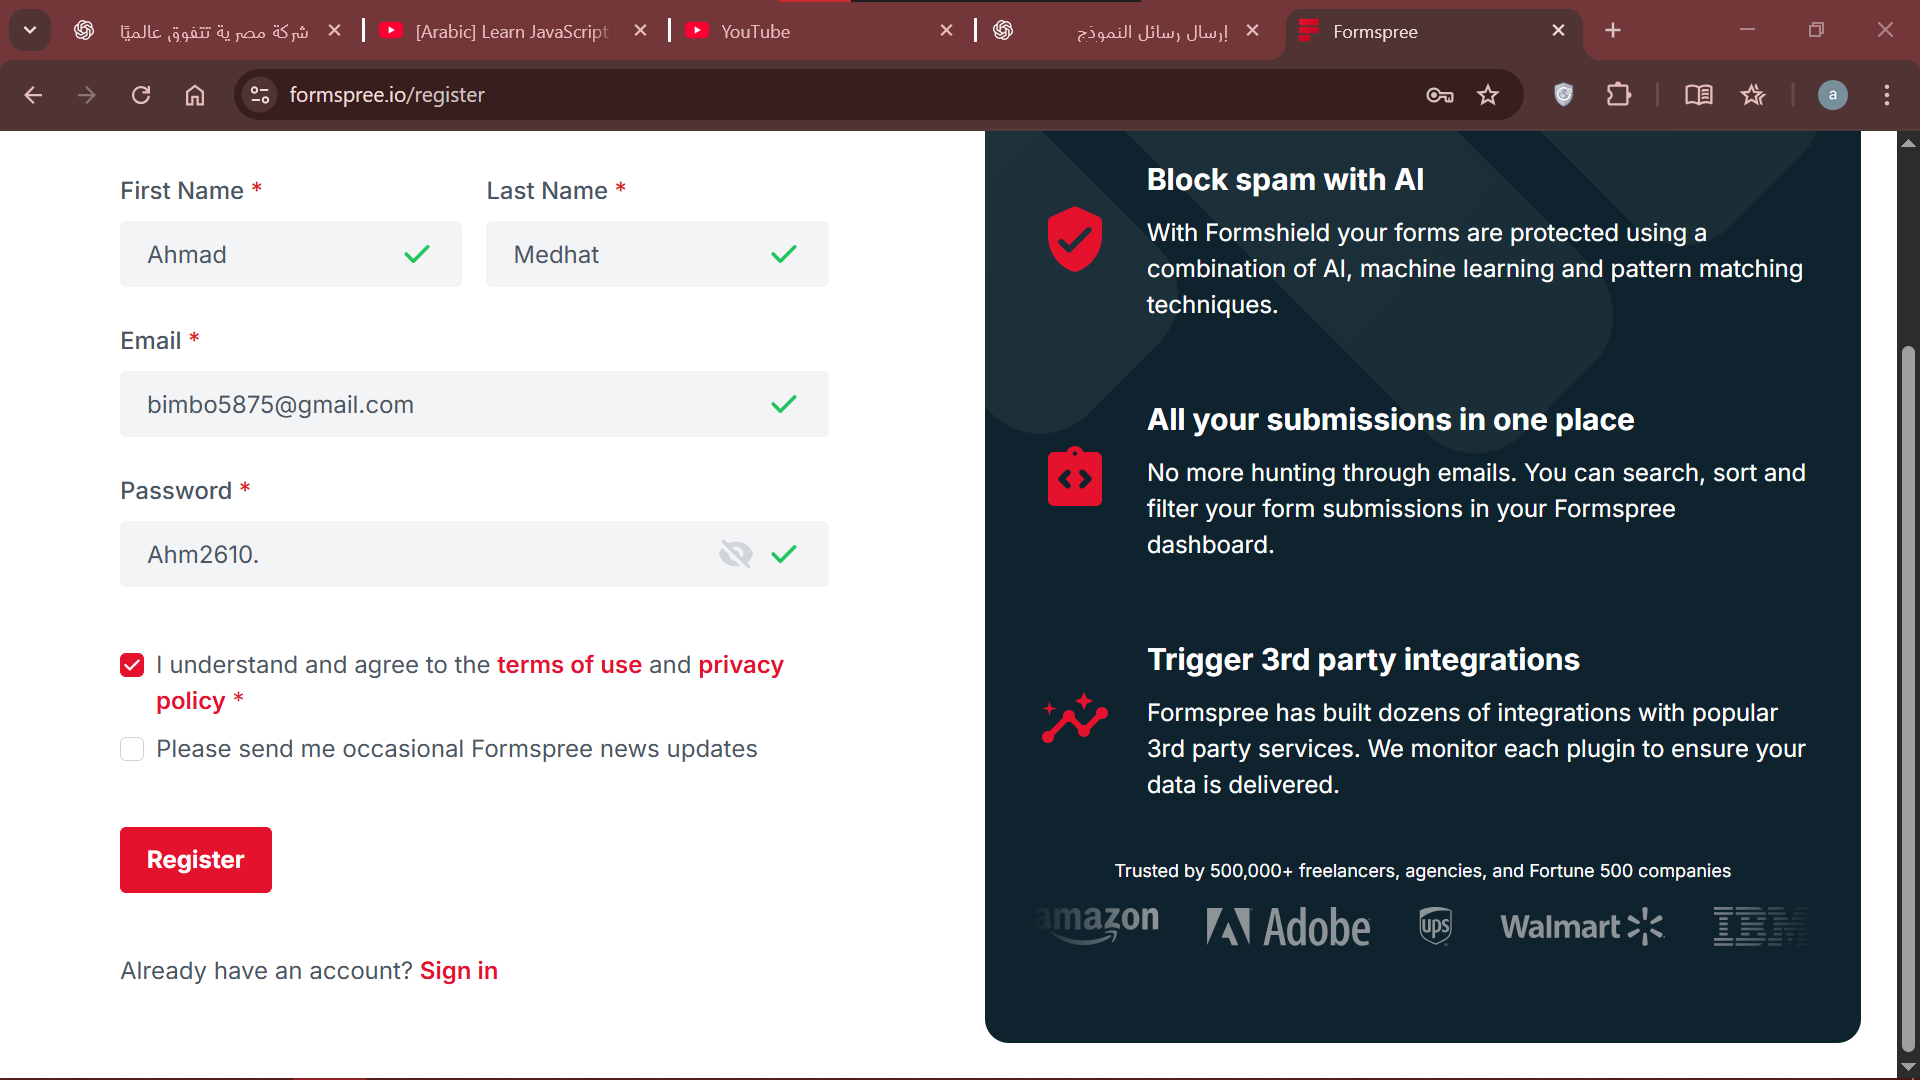 شركة مصرية تتفوق عالميًا
[Arabic] Learn JavaScript
YouTube
إرسال رسائل النموذج
Formspree
formspree.io/register
a
First Name *
Last Name *
Ahmad
Medhat
Email *
bimbo5875@gmail.com
Password *
Ahm2610.
I understand and agree to the terms of use and privacy
policy *
Please send me occasional Formspree news updates
Register
Already have an account? Sign in
Block spam with AI
With Formshield your forms are protected using a
combination of AI, machine learning and pattern matching
techniques.
All your submissions in one place
No more hunting through emails. You can search, sort and
filter your form submissions in your Formspree
dashboard.
Trigger 3rd party integrations
Formspree has built dozens of integrations with popular
3rd party services. We monitor each plugin to ensure your
data is delivered.
Trusted by 500,000+ freelancers, agencies, and Fortune 500 companies
amazon
Adobe
ups
Walmart
IBM